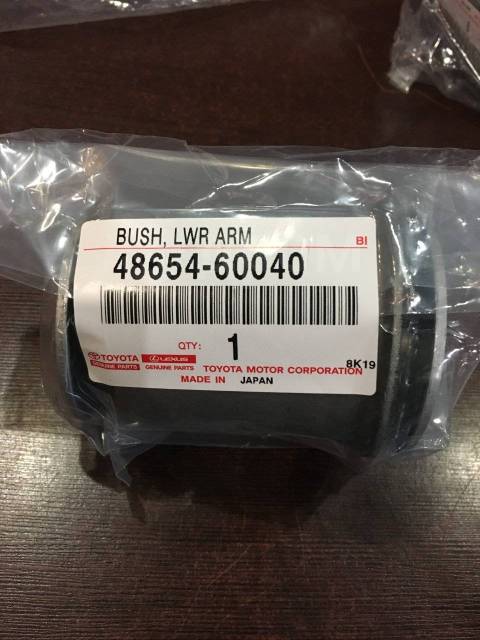 BUSH, LWR ARM
BI
48654-60040
QTY: 1
8K19
TOYOTA LEXUS
GENUINE PARTS GENUINE PARTS TOYOTA MOTOR CORPORATION
MADE IN JAPAN